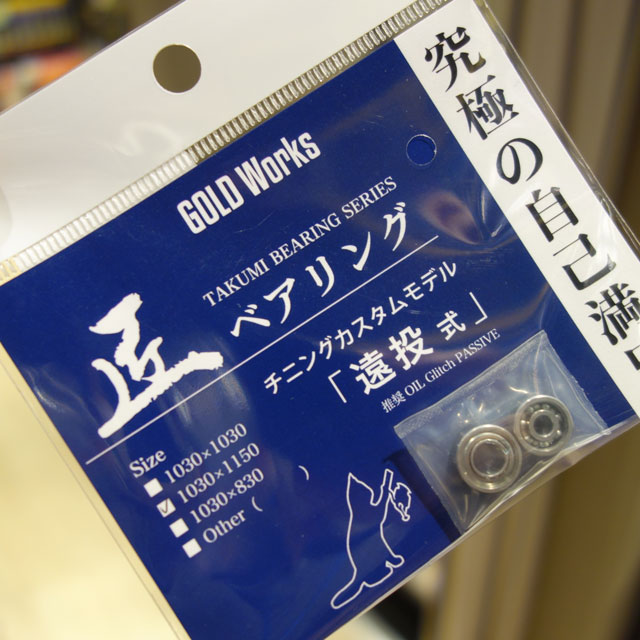 究極の自己満
GOLD Works
TAKUMI BEARING SERIES
匠 ベアリング
チニングカスタムモデル
「遠投式」
推奨 OIL Glitch PASSIVE
Size
1030×1030
1030×1150
1030×830
Other ( )